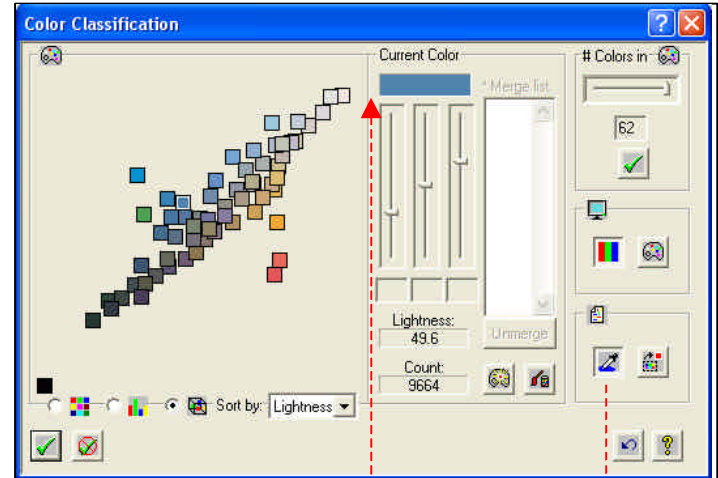 Color Classification
Current Color
# Colors in
* Merge list
62
Lightness:
49.6
Unmerge
Count:
9664
Sort by: Lightness